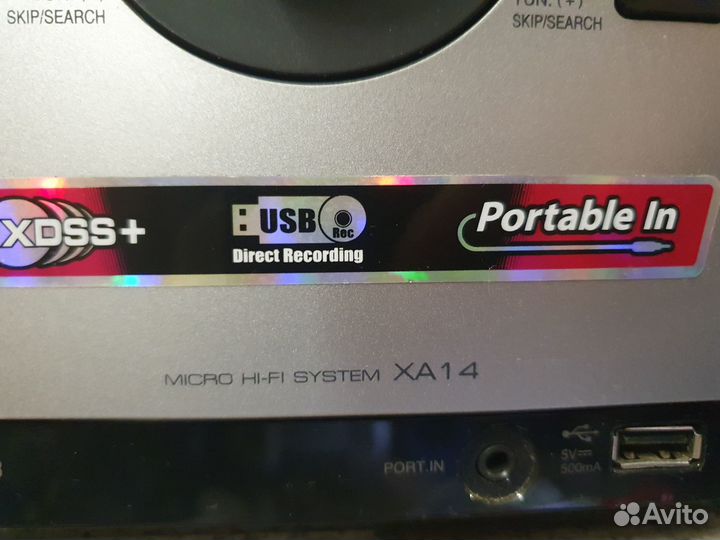 SKIP/SEARCH
TUN. (+)
SKIP/SEARCH
XDSS+
USB
Rec
Direct Recording
Portable In
MICRO HI-FI SYSTEM XA14
PORT.IN
5V
500mA
Avito